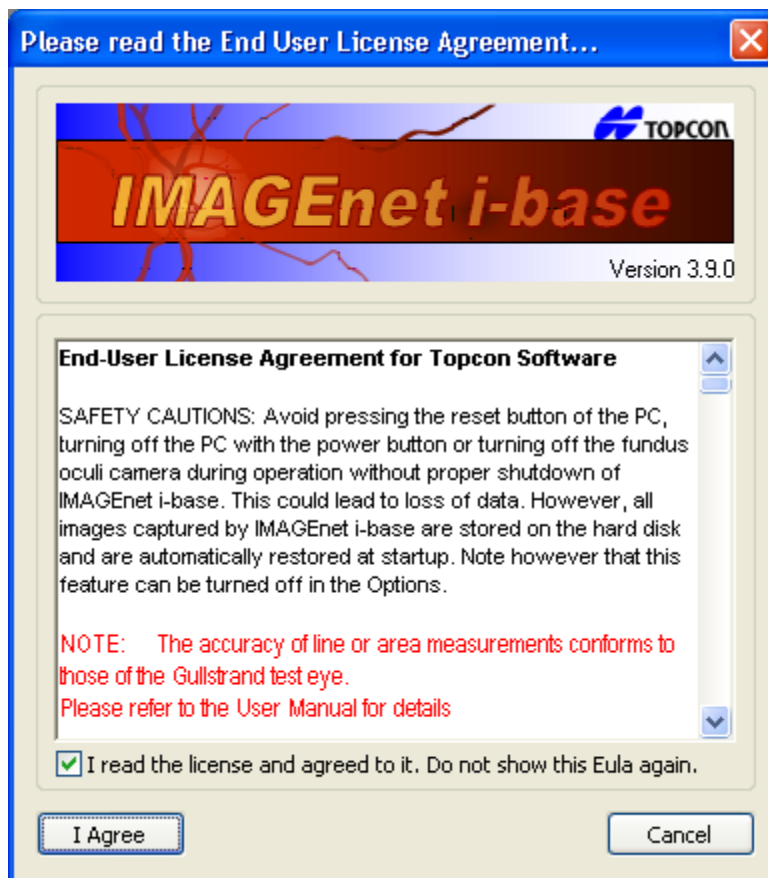 Please read the End User License Agreement...
TOPCON
IMAGEnet i-base
Version 3.9.0
End-User License Agreement for Topcon Software
SAFETY CAUTIONS: Avoid pressing the reset button of the PC,
turning off the PC with the power button or turning off the fundus
oculi camera during operation without proper shutdown of
IMAGEnet i-base. This could lead to loss of data. However, all
images captured by IMAGEnet i-base are stored on the hard disk
and are automatically restored at startup. Note however that this
feature can be turned off in the Options.
NOTE: The accuracy of line or area measurements conforms to
those of the Gullstrand test eye.
Please refer to the User Manual for details
I read the license and agreed to it. Do not show this Eula again.
I Agree
Cancel